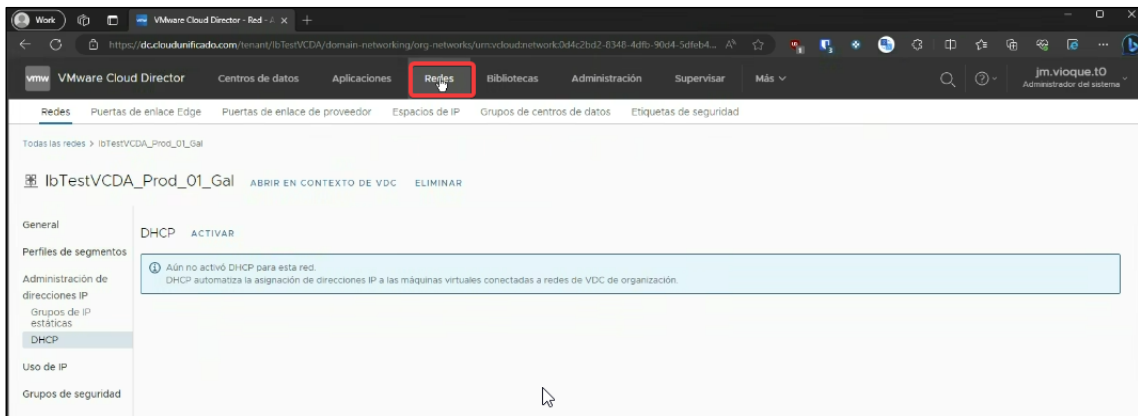 Work
VMware Cloud Director - Red - A
https://dc.cloudunificado.com/tenant/IbTestVCDA/domain-networking/org-networks/urn:vcloud:network:0d4c2bd2-8348-4dfb-90d4-5dfeb4...
vmw VMware Cloud Director Centros de datos Aplicaciones Redes Bibliotecas Administración Supervisar Más jm.vioque.t0
Administrador del sistema
Redes Puertas de enlace Edge Puertas de enlace de proveedor Espacios de IP Grupos de centros de datos Etiquetas de seguridad
Todas las redes > IbTestVCDA_Prod_01_Gal
IbTestVCDA_Prod_01_Gal ABRIR EN CONTEXTO DE VDC ELIMINAR
General
Perfiles de segmentos
Administración de
direcciones IP
Grupos de IP
estáticas
DHCP
Uso de IP
Grupos de seguridad
DHCP ACTIVAR
Aún no activó DHCP para esta red.
DHCP automatiza la asignación de direcciones IP a las máquinas virtuales conectadas a redes de VDC de organización.